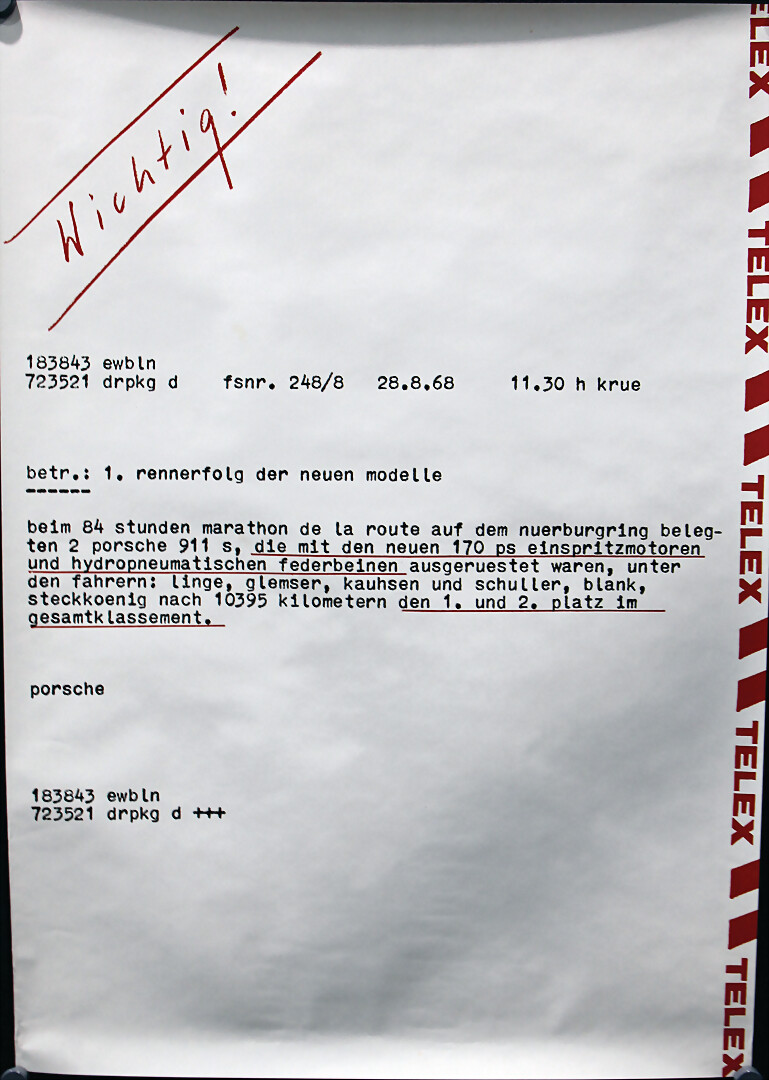 Wichtig!
183843 ewbln
723521 drpkg d fsnr. 248/8 28.8.68 11.30 h krue
betr.: 1. rennerfolg der neuen modelle
------
beim 84 stunden marathon de la route auf dem nuerburgring beleg-
ten 2 porsche 911 s, die mit den neuen 170 ps einspritzmotoren
und hydropneumatischen federbeinen ausgeruestet waren, unter
den fahrern: linge, glemser, kauhsen und schuller, blank,
steckkoenig nach 10395 kilometern den 1. und 2. platz im
gesamtklassement.
porsche
183843 ewbln
723521 drpkg d +++
TELEX
TELEX
TELEX
TELEX
TELEX